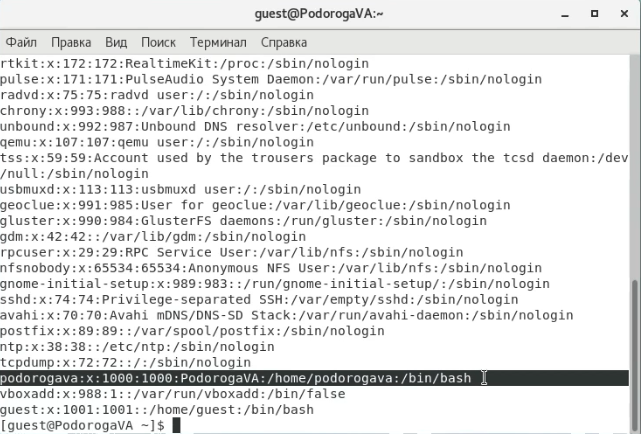 guest@PodorogaVA:~
Файл Правка Вид Поиск Терминал Справка
rtkit:x:172:172:RealtimeKit:/proc:/sbin/nologin
pulse:x:171:171:PulseAudio System Daemon:/var/run/pulse:/sbin/nologin
radvd:x:75:75:radvd user:/:/sbin/nologin
chrony:x:993:988::/var/lib/chrony:/sbin/nologin
unbound:x:992:987:Unbound DNS resolver:/etc/unbound:/sbin/nologin
qemu:x:107:107:qemu user:/:/sbin/nologin
tss:x:59:59:Account used by the trousers package to sandbox the tcsd daemon:/dev
/null:/sbin/nologin
usbmuxd:x:113:113:usbmuxd user:/:/sbin/nologin
geoclue:x:991:985:User for geoclue:/var/lib/geoclue:/sbin/nologin
gluster:x:990:984:GlusterFS daemons:/run/gluster:/sbin/nologin
gdm:x:42:42::/var/lib/gdm:/sbin/nologin
rpcuser:x:29:29:RPC Service User:/var/lib/nfs:/sbin/nologin
nfsnobody:x:65534:65534:Anonymous NFS User:/var/lib/nfs:/sbin/nologin
gnome-initial-setup:x:989:983::/run/gnome-initial-setup/:/sbin/nologin
sshd:x:74:74:Privilege-separated SSH:/var/empty/sshd:/sbin/nologin
avahi:x:70:70:Avahi mDNS/DNS-SD Stack:/var/run/avahi-daemon:/sbin/nologin
postfix:x:89:89::/var/spool/postfix:/sbin/nologin
ntp:x:38:38::/etc/ntp:/sbin/nologin
tcpdump:x:72:72::/:/sbin/nologin
podorogava:x:1000:1000:PodorogaVA:/home/podorogava:/bin/bash
vboxadd:x:988:1::/var/run/vboxadd:/bin/false
guest:x:1001:1001::/home/guest:/bin/bash
[guest@PodorogaVA ~]$